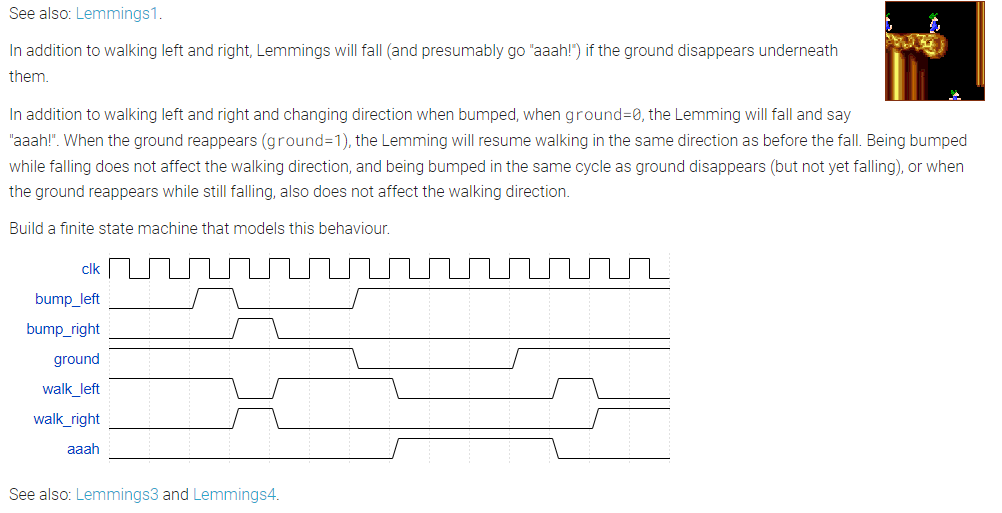 See also: Lemmings1.
In addition to walking left and right, Lemmings will fall (and presumably go "aaah!") if the ground disappears underneath
them.
In addition to walking left and right and changing direction when bumped, when ground=0, the Lemming will fall and say
"aaah!". When the ground reappears (ground=1), the Lemming will resume walking in the same direction as before the fall. Being bumped
while falling does not affect the walking direction, and being bumped in the same cycle as ground disappears (but not yet falling), or when
the ground reappears while still falling, also does not affect the walking direction.
Build a finite state machine that models this behaviour.
clk
bump_left
bump_right
ground
walk_left
walk_right
aaah
See also: Lemmings3 and Lemmings4.